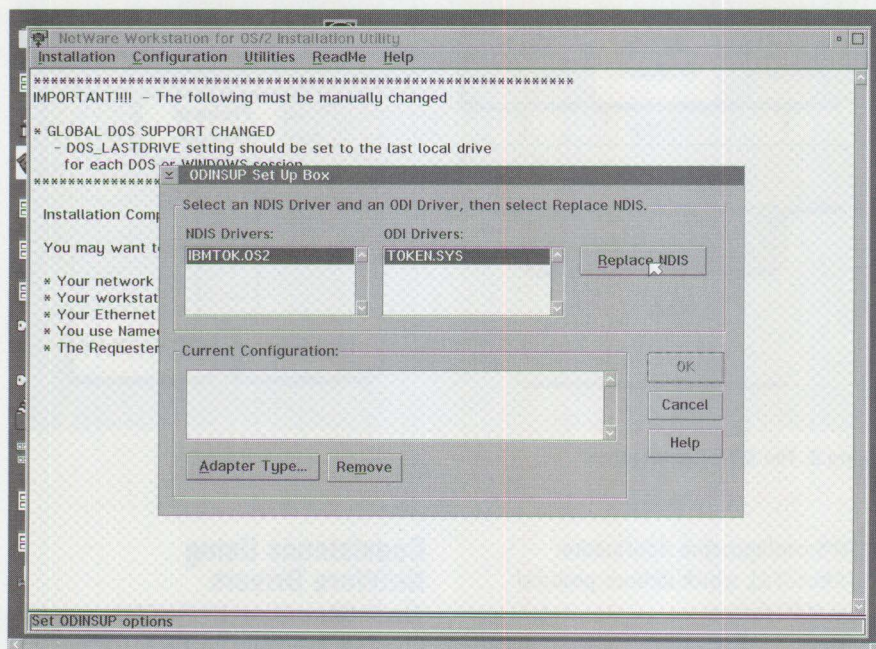 NetWare Workstation for OS/2 Installation Utility
Installation Configuration Utilities ReadMe Help
******************************************************************
IMPORTANT!!!! - The following must be manually changed
* GLOBAL DOS SUPPORT CHANGED
- DOS_LASTDRIVE setting should be set to the last local drive
for each DOS or WINDOWS session
Installation Comp
You may want t
* Your network
* Your workstat
* Your Ethernet
* You use Named
* The Requester
ODINSUP Set Up Box
Select an NDIS Driver and an ODI Driver, then select Replace NDIS.
NDIS Drivers: ODI Drivers:
IBMTOK.OS2 TOKEN.SYS Replace NDIS
Current Configuration:
OK
Cancel
Help
Adapter Type... Remove
Set ODINSUP options